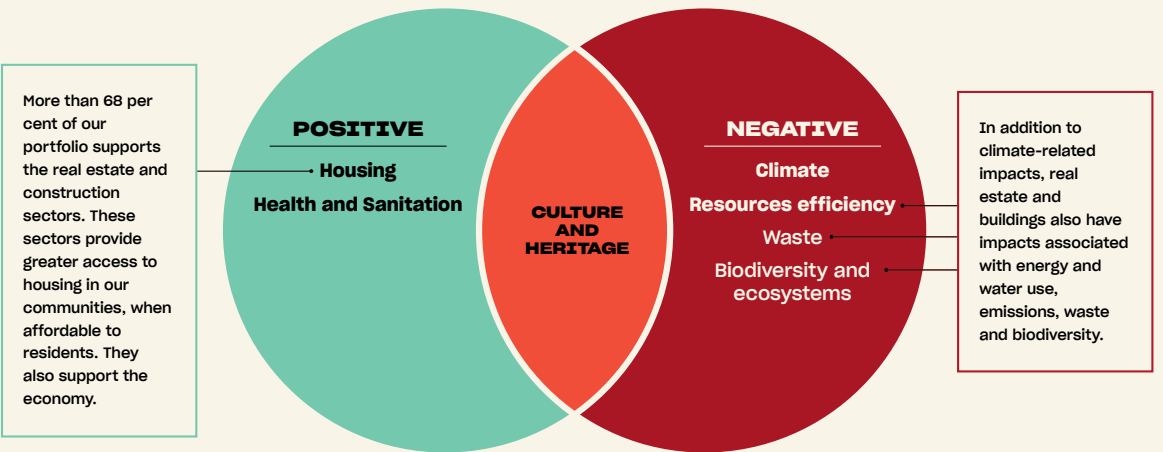 More than 68 per
cent of our
portfolio supports
the real estate and
construction
sectors. These
sectors provide
greater access to
housing in our
communities, when
affordable to
residents. They
also support the
economy.
POSITIVE
Housing
Health and Sanitation
CULTURE
AND
HERITAGE
NEGATIVE
Climate
Resources efficiency
Waste
Biodiversity and
ecosystems
In addition to
climate-related
impacts, real
estate and
buildings also have
impacts associated
with energy and
water use,
emissions, waste
and biodiversity.